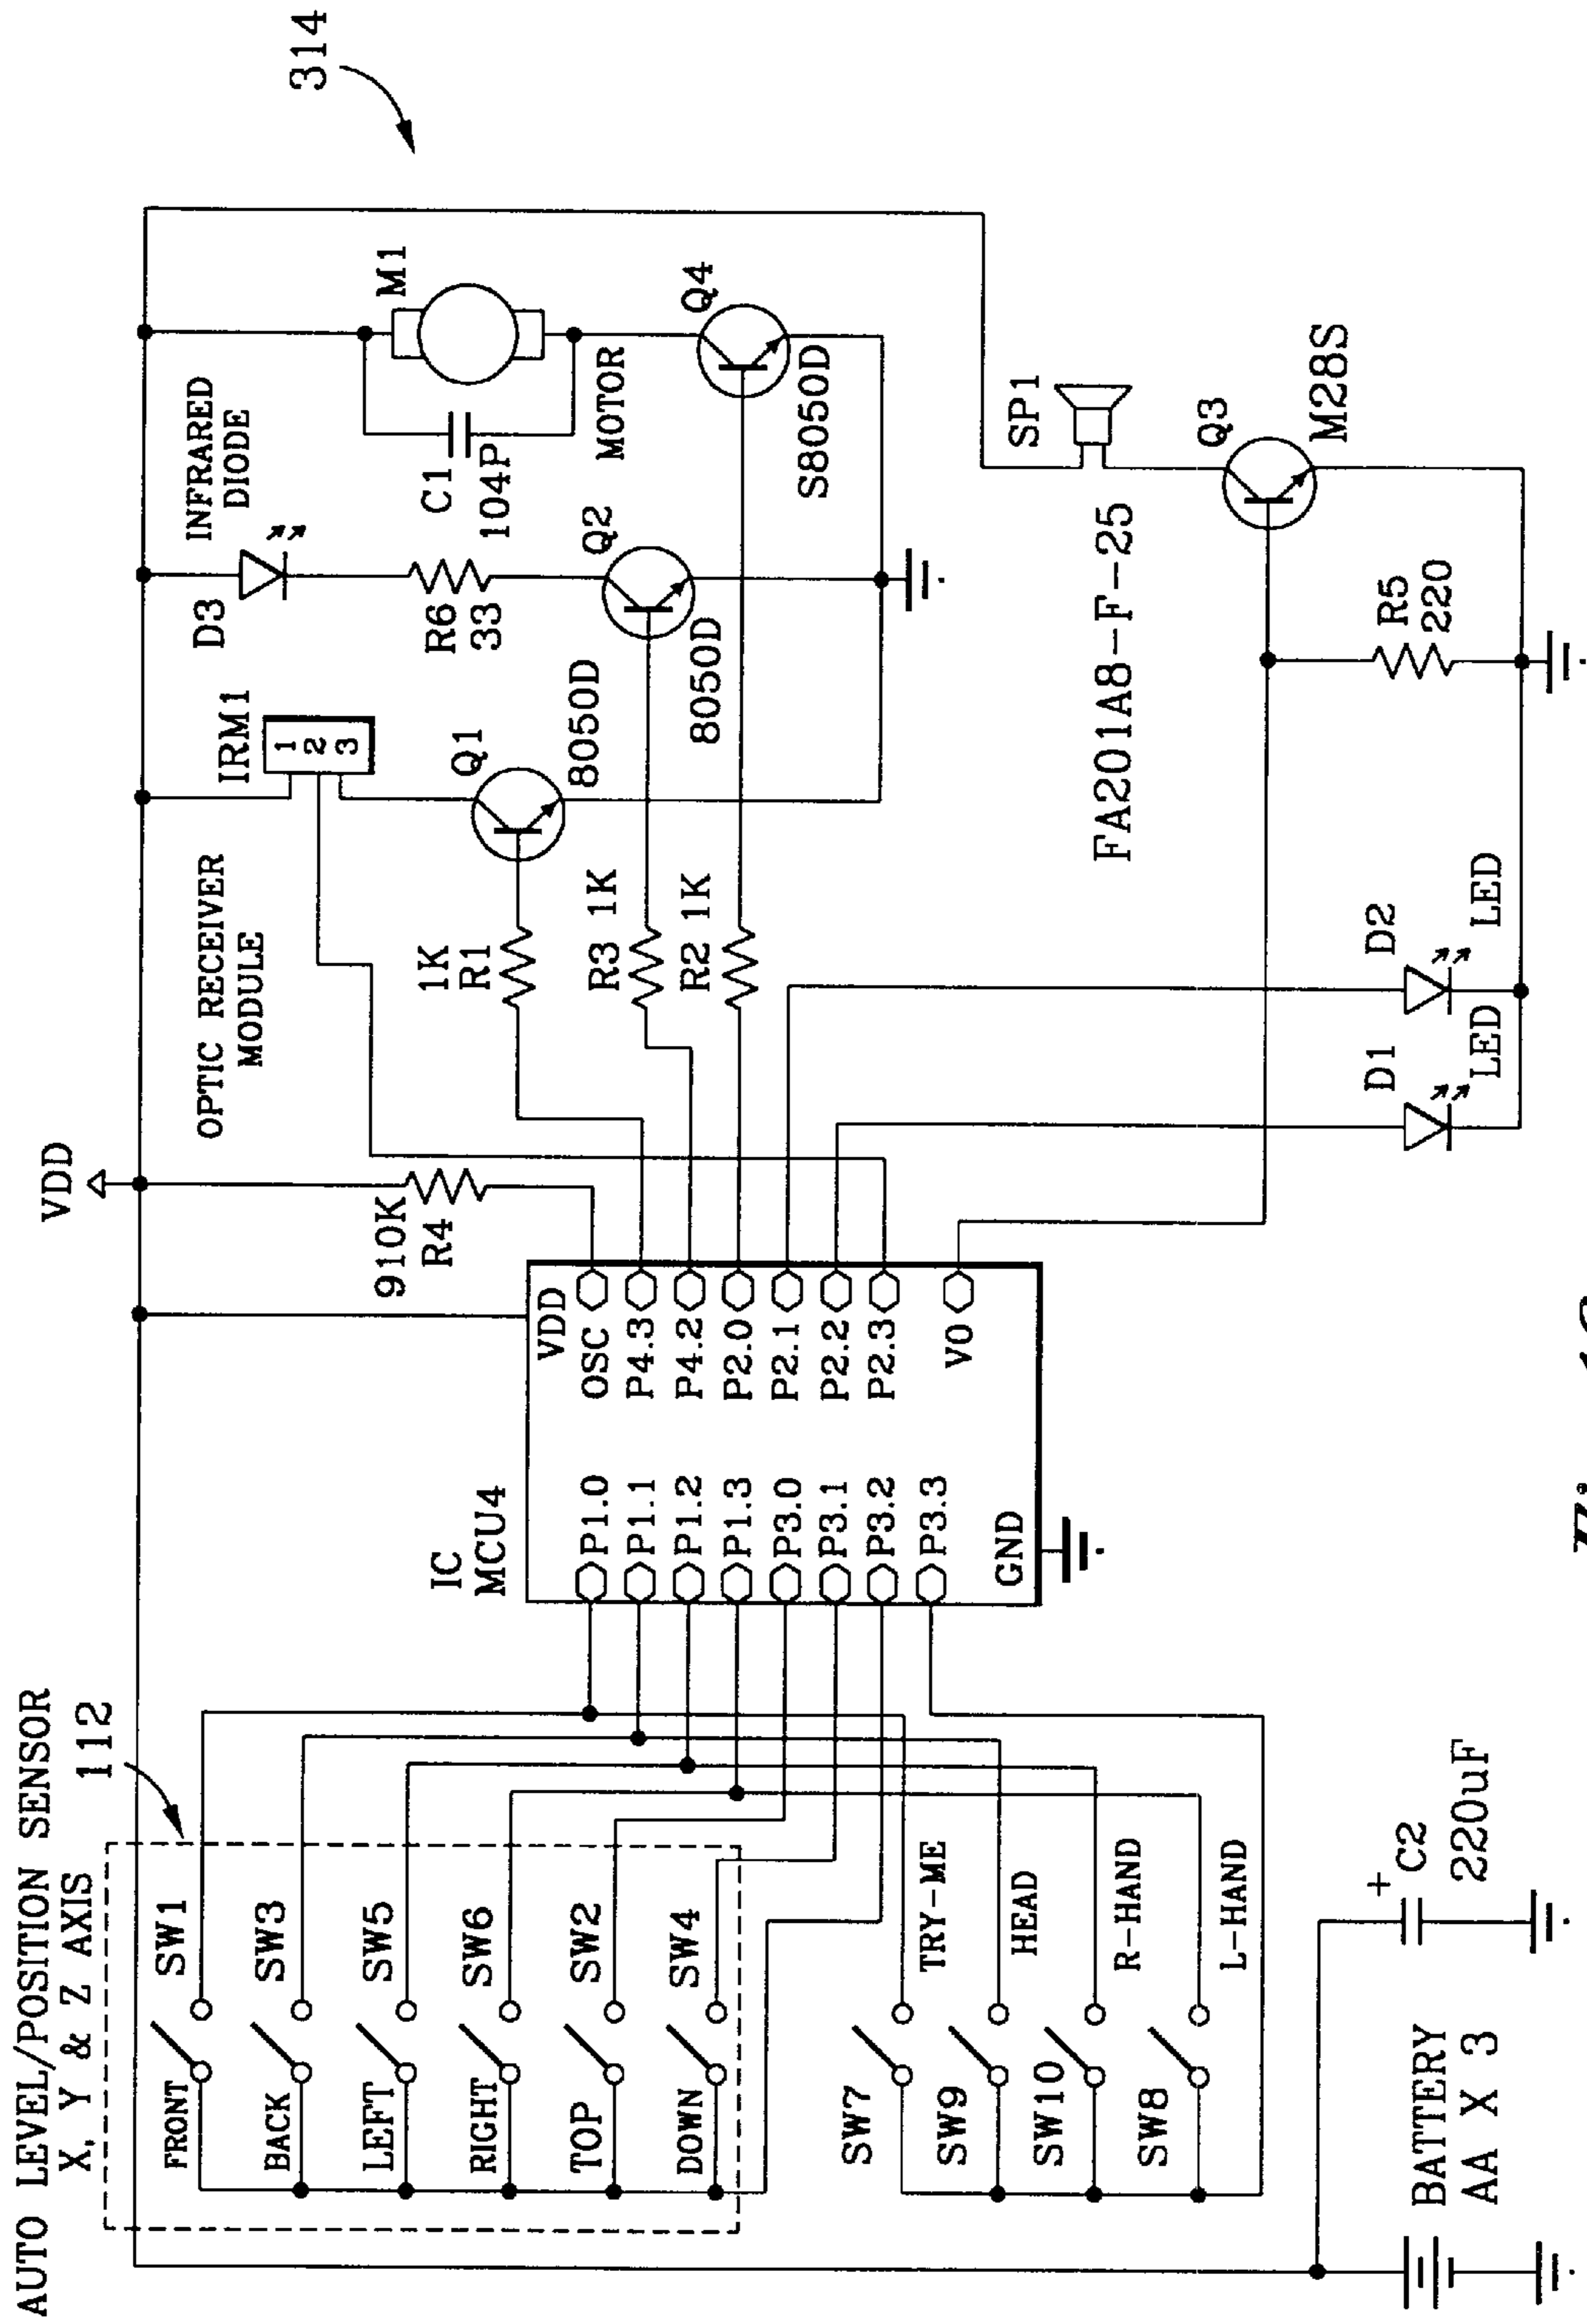 AUTO LEVEL/POSITION SENSOR
X, Y & Z AXIS
112
FRONT
SW1
BACK
SW3
LEFT
SW5
RIGHT
SW6
TOP
SW2
DOWN
SW4
SW7
TRY-ME
SW9
HEAD
SW10
R-HAND
SW8
L-HAND
BATTERY
AA X 3
+
C2
220uF
IC
MCU4
P1.0
P1.1
P1.2
P1.3
P3.0
P3.1
P3.2
P3.3
GND
VDD
OSC
P4.3
P4.2
P2.0
P2.1
P2.2
P2.3
VO
VDD
910K
R4
OPTIC RECEIVER
MODULE
IRM1
1
2
3
1K
R1
Q1
8050D
R3 1K
R2 1K
D3
INFRARED
DIODE
R6
33
Q2
8050D
C1
104P
M1
MOTOR
Q4
S8050D
314
FA201A8-F-25
SP1
Q3
M28S
R5
220
D1
LED
D2
LED